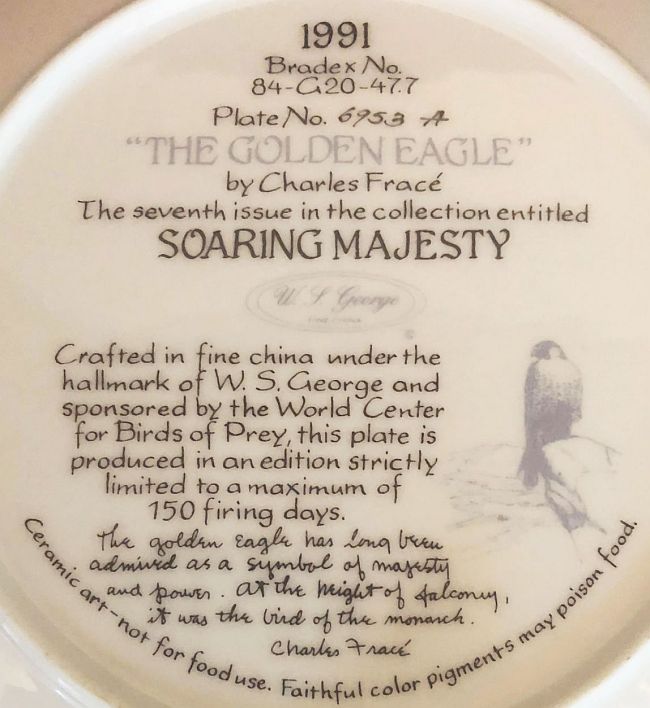 1991
Bradex No.
84-G20-47.7
Plate No. 6953 A
"THE GOLDEN EAGLE"
by Charles Fracé
The seventh issue in the collection entitled
SOARING MAJESTY
W. S. George
Crafted in fine china under the
hallmark of W. S. George and
sponsored by the World Center
for Birds of Prey, this plate is
produced in an edition strictly
limited to a maximum of
150 firing days.
The golden eagle has long been
admired as a symbol of majesty
and power. At the height of falconry,
it was the bird of the monarch.
Charles Fracé
Ceramic art-not for food use. Faithful color pigments may poison food.